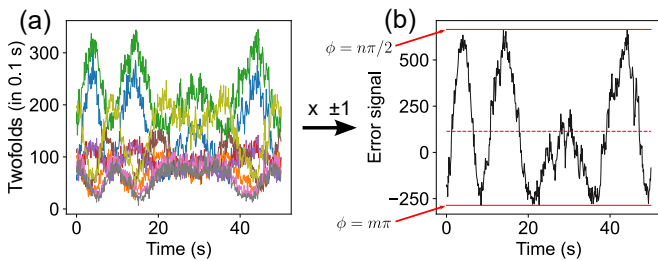 (a)
300
200
100
0
Twofolds (in 0.1 s)
0
20
40
Time (s)
x ±1
(b)
ϕ = nπ/2
ϕ = mπ
500
250
0
−250
Error signal
0
20
40
Time (s)